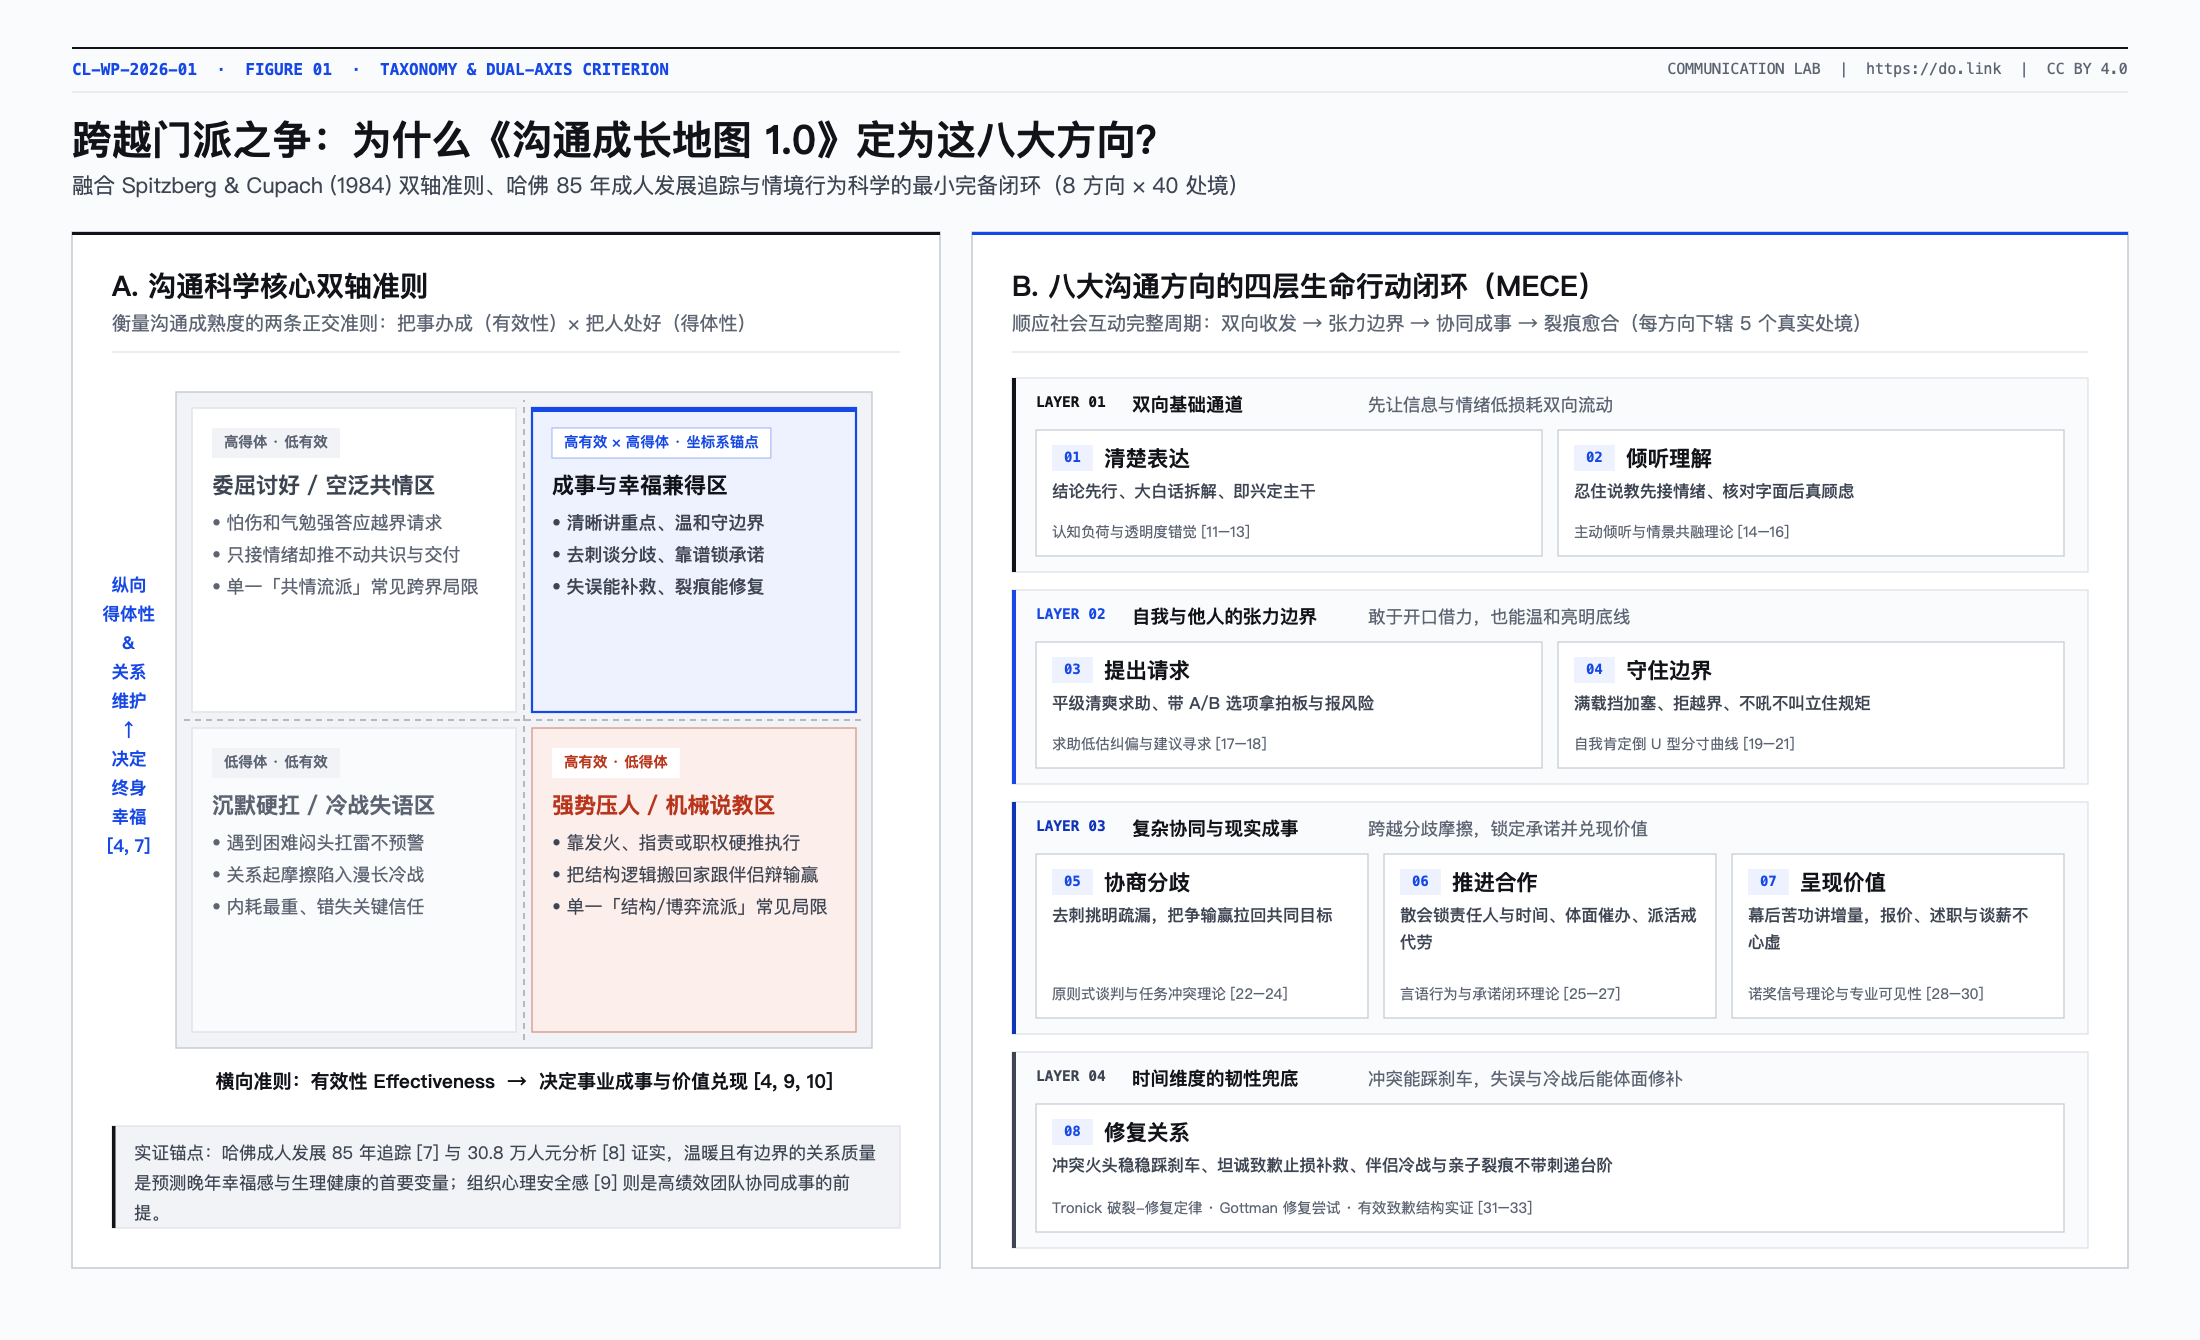 CL-WP-2026-01 · FIGURE 01 · TAXONOMY & DUAL-AXIS CRITERION
COMMUNICATION LAB | https://do.link | CC BY 4.0
跨越门派之争：为什么《沟通成长地图 1.0》定为这八大方向?
融合 Spitzberg & Cupach (1984) 双轴准则、哈佛 85 年成人发展追踪与情境行为科学的最小完备闭环（8 方向 × 40 处境）
A. 沟通科学核心双轴准则
衡量沟通成熟度的两条正交准则：把事办成（有效性）× 把人处好（得体性）
纵向
得体性
&
关系
维护
↑
决定
终身
幸福
[4, 7]
高得体 · 低有效
委屈讨好 / 空泛共情区
• 怕伤和气勉强答应越界请求
• 只接情绪却推不动共识与交付
• 单一「共情流派」常见跨界局限
高有效 × 高得体 · 坐标系锚点
成事与幸福兼得区
• 清晰讲重点、温和守边界
• 去刺谈分歧、靠谱锁承诺
• 失误能补救、裂痕能修复
低得体 · 低有效
沉默硬扛 / 冷战失语区
• 遇到困难闷头扛雷不预警
• 关系起摩擦陷入漫长冷战
• 内耗最重、错失关键信任
高有效 · 低得体
强势压人 / 机械说教区
• 靠发火、指责或职权硬推执行
• 把结构逻辑搬回家跟伴侣辩输赢
• 单一「结构/博弈流派」常见局限
横向准则：有效性 Effectiveness → 决定事业成事与价值兑现 [4, 9, 10]
实证锚点：哈佛成人发展 85 年追踪 [7] 与 30.8 万人元分析 [8] 证实，温暖且有边界的关系质量
是预测晚年幸福感与生理健康的首要变量；组织心理安全感 [9] 则是高绩效团队协同成事的前
提。
B. 八大沟通方向的四层生命行动闭环（MECE）
顺应社会互动完整周期：双向收发 → 张力边界 → 协同成事 → 裂痕愈合（每方向下辖 5 个真实处境）
LAYER 01 双向基础通道 先让信息与情绪低损耗双向流动
01 清楚表达
结论先行、大白话拆解、即兴定主干
认知负荷与透明度错觉 [11—13]
02 倾听理解
忍住说教先接情绪、核对字面后真顾虑
主动倾听与情景共融理论 [14—16]
LAYER 02 自我与他人的张力边界 敢于开口借力，也能温和亮明底线
03 提出请求
平级清爽求助、带 A/B 选项拿拍板与报风险
求助低估纠偏与建议寻求 [17—18]
04 守住边界
满载挡加塞、拒越界、不吼不叫立住规矩
自我肯定倒 U 型分寸曲线 [19—21]
LAYER 03 复杂协同与现实成事 跨越分歧摩擦，锁定承诺并兑现价值
05 协商分歧
去刺挑明疏漏，把争输赢拉回共同目标
原则式谈判与任务冲突理论 [22—24]
06 推进合作
散会锁责任人与时间、体面催办、派活戒
代劳
言语行为与承诺闭环理论 [25—27]
07 呈现价值
幕后苦功讲增量，报价、述职与谈薪不
心虚
诺奖信号理论与专业可见性 [28—30]
LAYER 04 时间维度的韧性兜底 冲突能踩刹车，失误与冷战后能体面修补
08 修复关系
冲突火头稳稳踩刹车、坦诚致歉止损补救、伴侣冷战与亲子裂痕不带刺递台阶
Tronick 破裂-修复定律 · Gottman 修复尝试 · 有效致歉结构实证 [31—33]